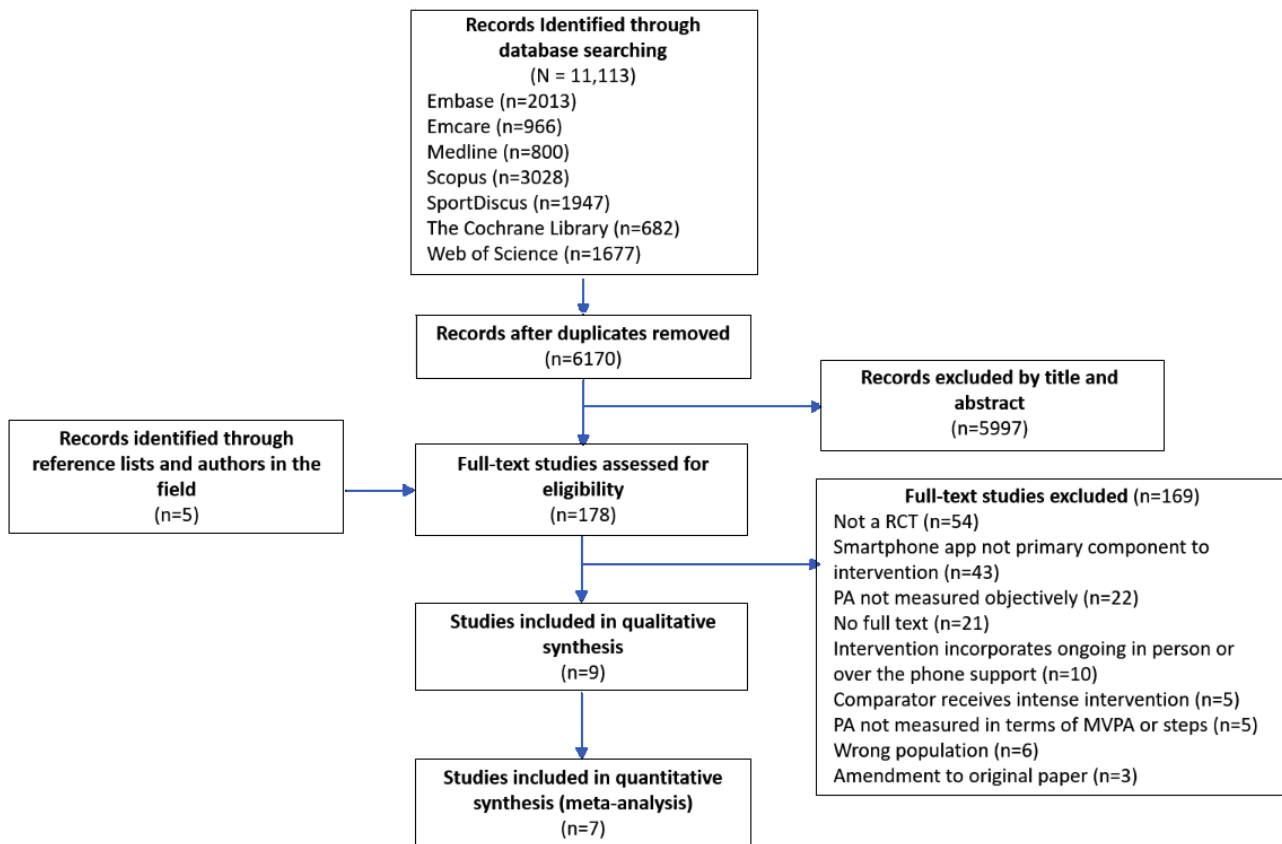 Records Identified through
database searching
(N = 11,113)
Embase (n=2013)
Emcare (n=966)
Medline (n=800)
Scopus (n=3028)
SportDiscus (n=1947)
The Cochrane Library (n=682)
Web of Science (n=1677)
Records after duplicates removed
(n=6170)
Records excluded by title and
abstract
(n=5997)
Records identified through
reference lists and authors in the
field
(n=5)
Full-text studies assessed for
eligibility
(n=178)
Full-text studies excluded (n=169)
Not a RCT (n=54)
Smartphone app not primary component to
intervention (n=43)
PA not measured objectively (n=22)
No full text (n=21)
Intervention incorporates ongoing in person or
over the phone support (n=10)
Comparator receives intense intervention (n=5)
PA not measured in terms of MVPA or steps (n=5)
Wrong population (n=6)
Amendment to original paper (n=3)
Studies included in qualitative
synthesis
(n=9)
Studies included in quantitative
synthesis (meta-analysis)
(n=7)